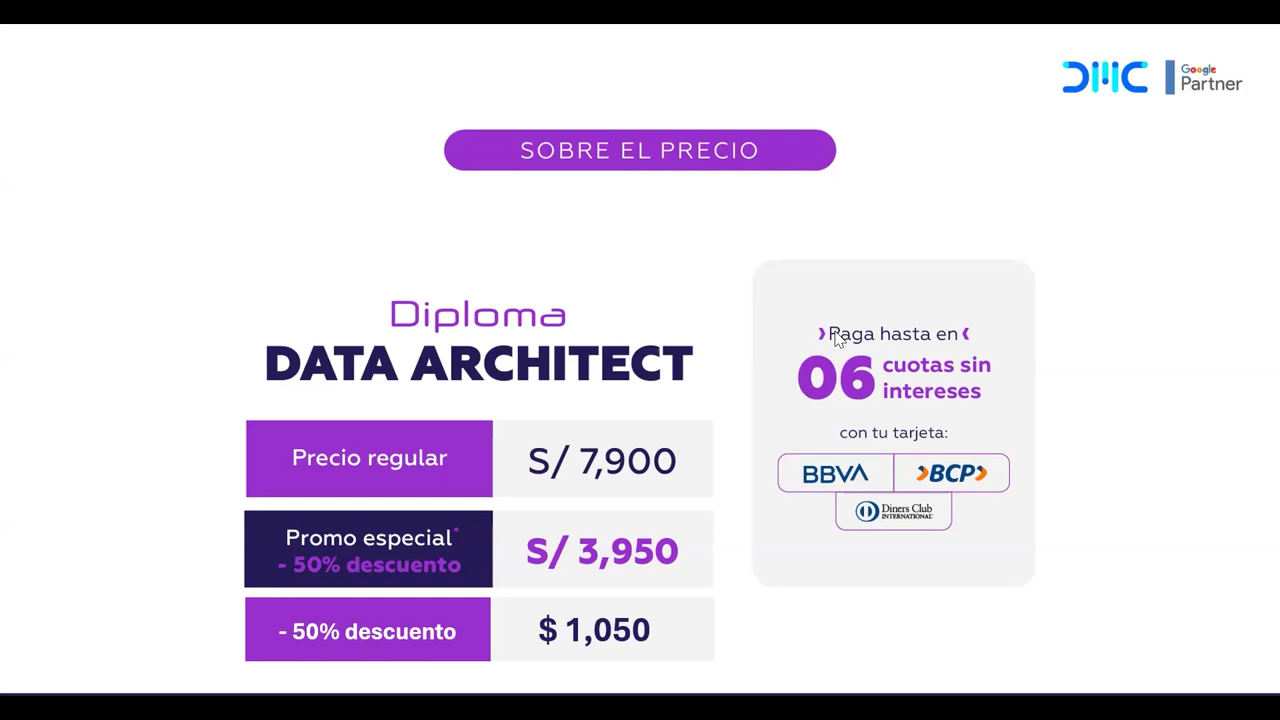 DMC
Google
Partner
SOBRE EL PRECIO
Diploma
DATA ARCHITECT
Precio regular
S/ 7,900
Promo especial*
- 50% descuento
S/ 3,950
- 50% descuento
$ 1,050
Paga hasta en
06 cuotas sin
intereses
con tu tarjeta:
BBVA
BCP
Diners Club
INTERNATIONAL